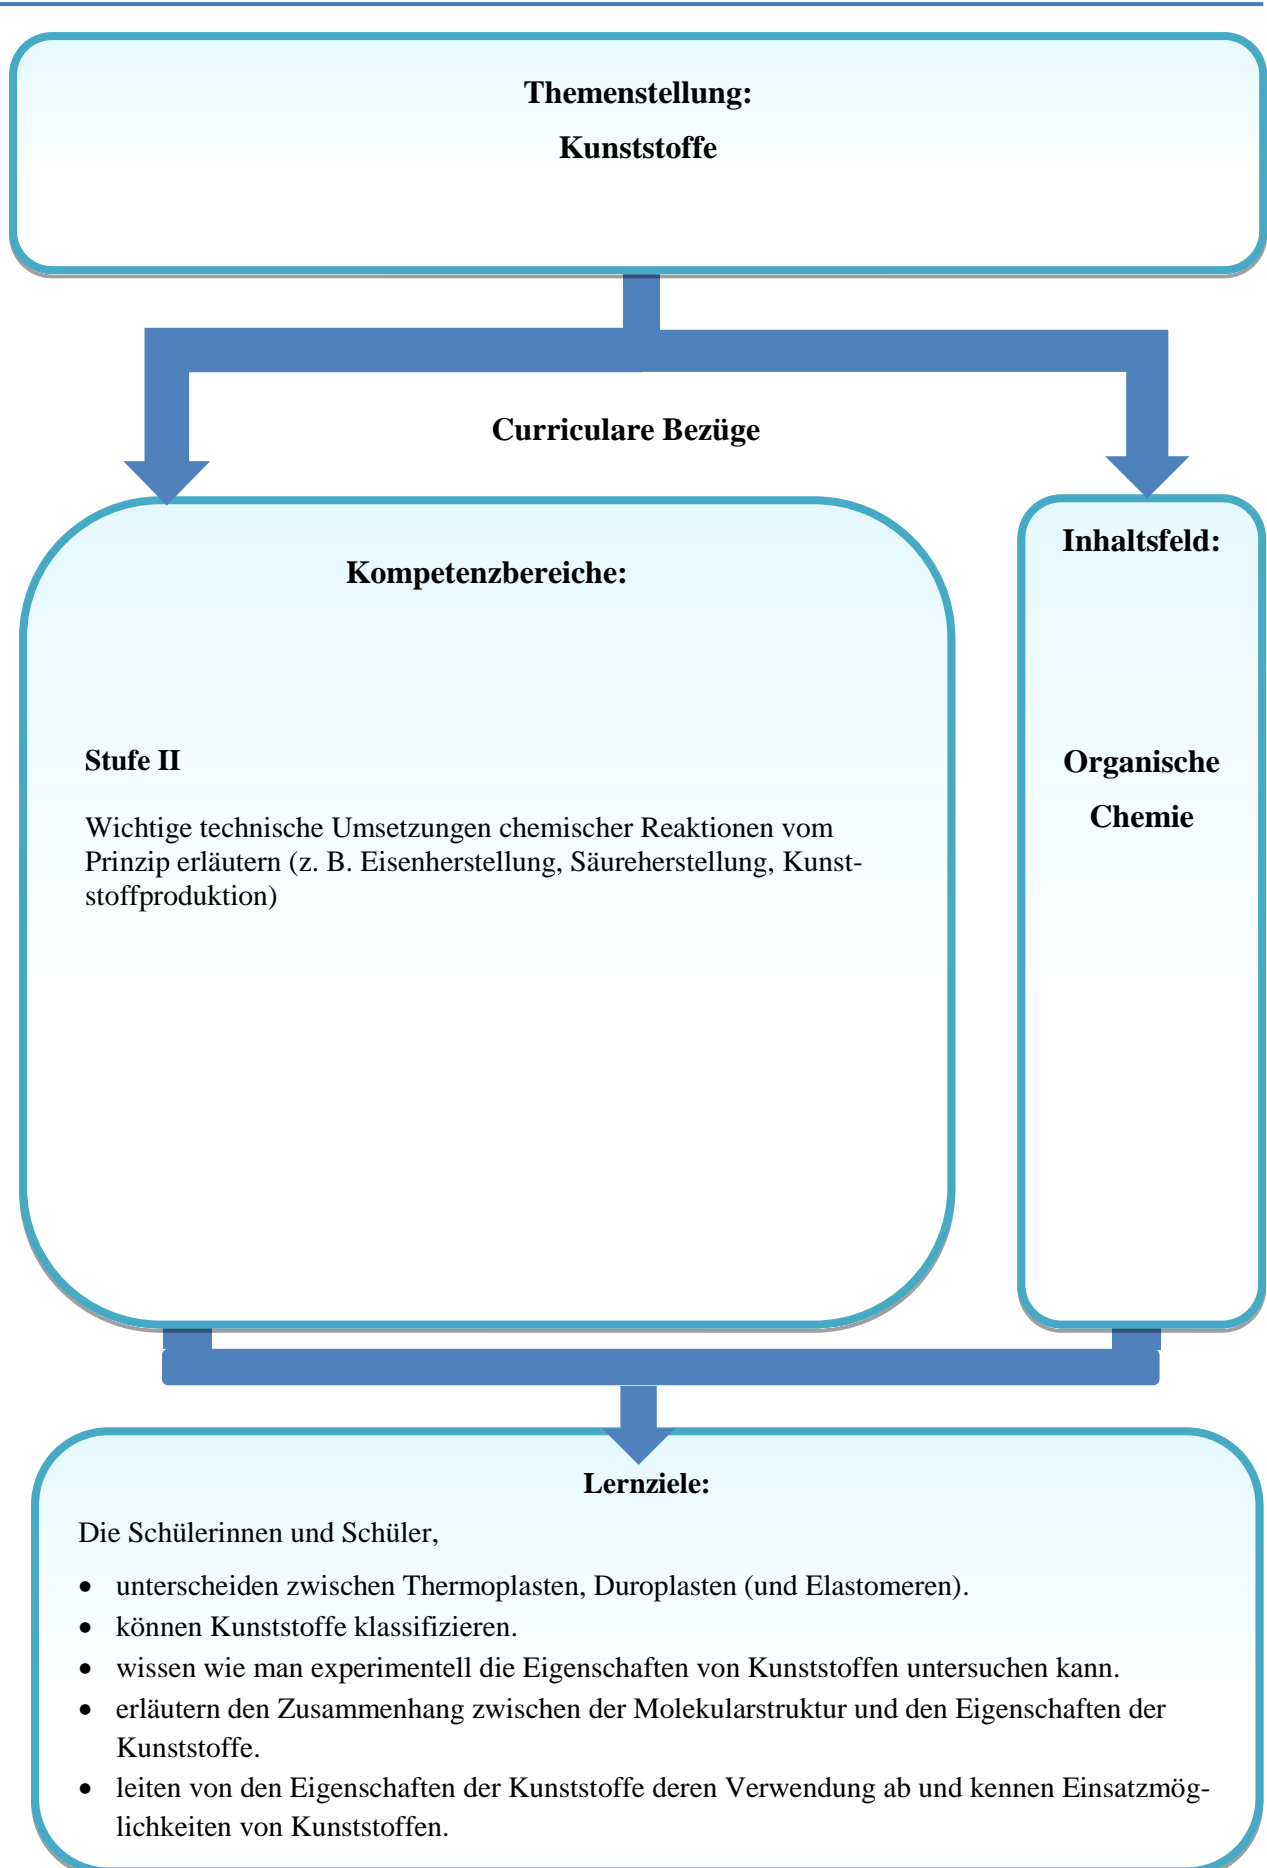 Themenstellung:
Kunststoffe
Curriculare Bezüge
Kompetenzbereiche:
Stufe II
Wichtige technische Umsetzungen chemischer Reaktionen vom
Prinzip erläutern (z. B. Eisenherstellung, Säureherstellung, Kunst-
stoffproduktion)
Inhaltsfeld:
Organische
Chemie
Lernziele:
Die Schülerinnen und Schüler,
• unterscheiden zwischen Thermoplasten, Duroplasten (und Elastomeren).
• können Kunststoffe klassifizieren.
• wissen wie man experimentell die Eigenschaften von Kunststoffen untersuchen kann.
• erläutern den Zusammenhang zwischen der Molekularstruktur und den Eigenschaften der
Kunststoffe.
• leiten von den Eigenschaften der Kunststoffe deren Verwendung ab und kennen Einsatzmög-
lichkeiten von Kunststoffen.